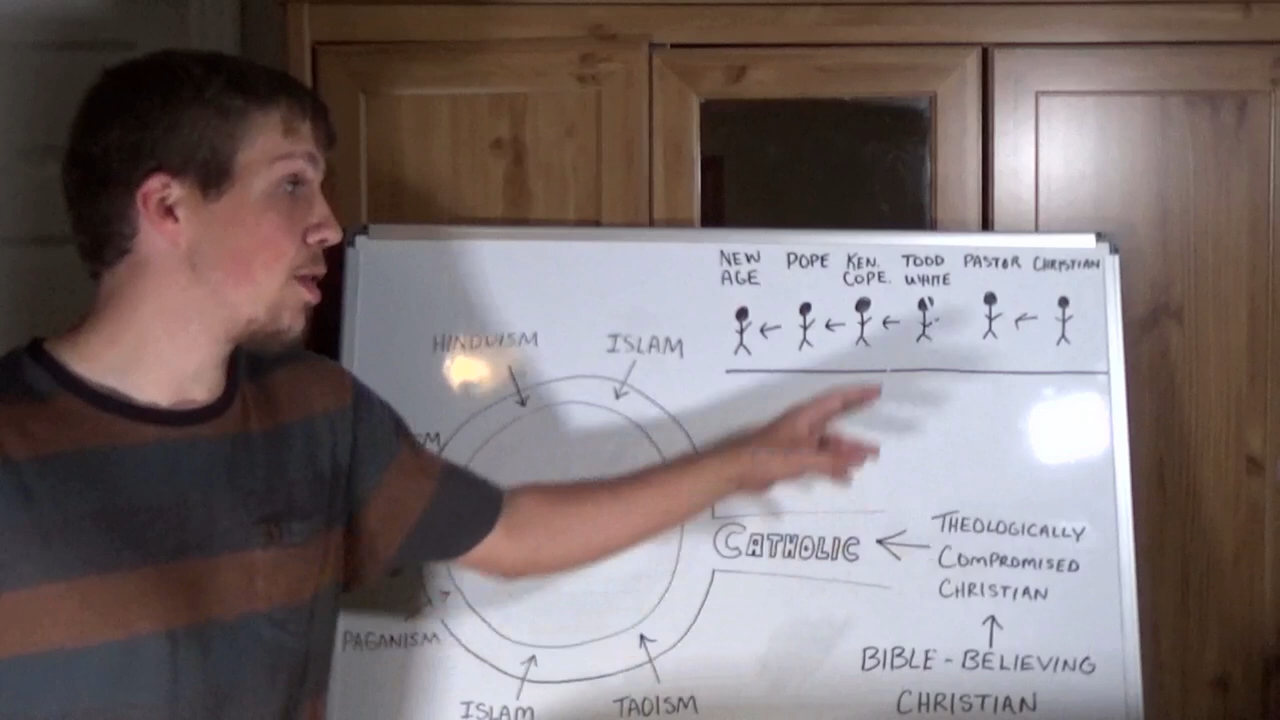 NEW AGE
POPE
KEN. COPE.
TODD WHITE
PASTOR
CHRISTIAN
HINDUISM
ISLAM
CATHOLIC
THEOLOGICALLY
COMPROMISED
CHRISTIAN
PAGANISM
BIBLE-BELIEVING
CHRISTIAN
ISLAM
TAOISM